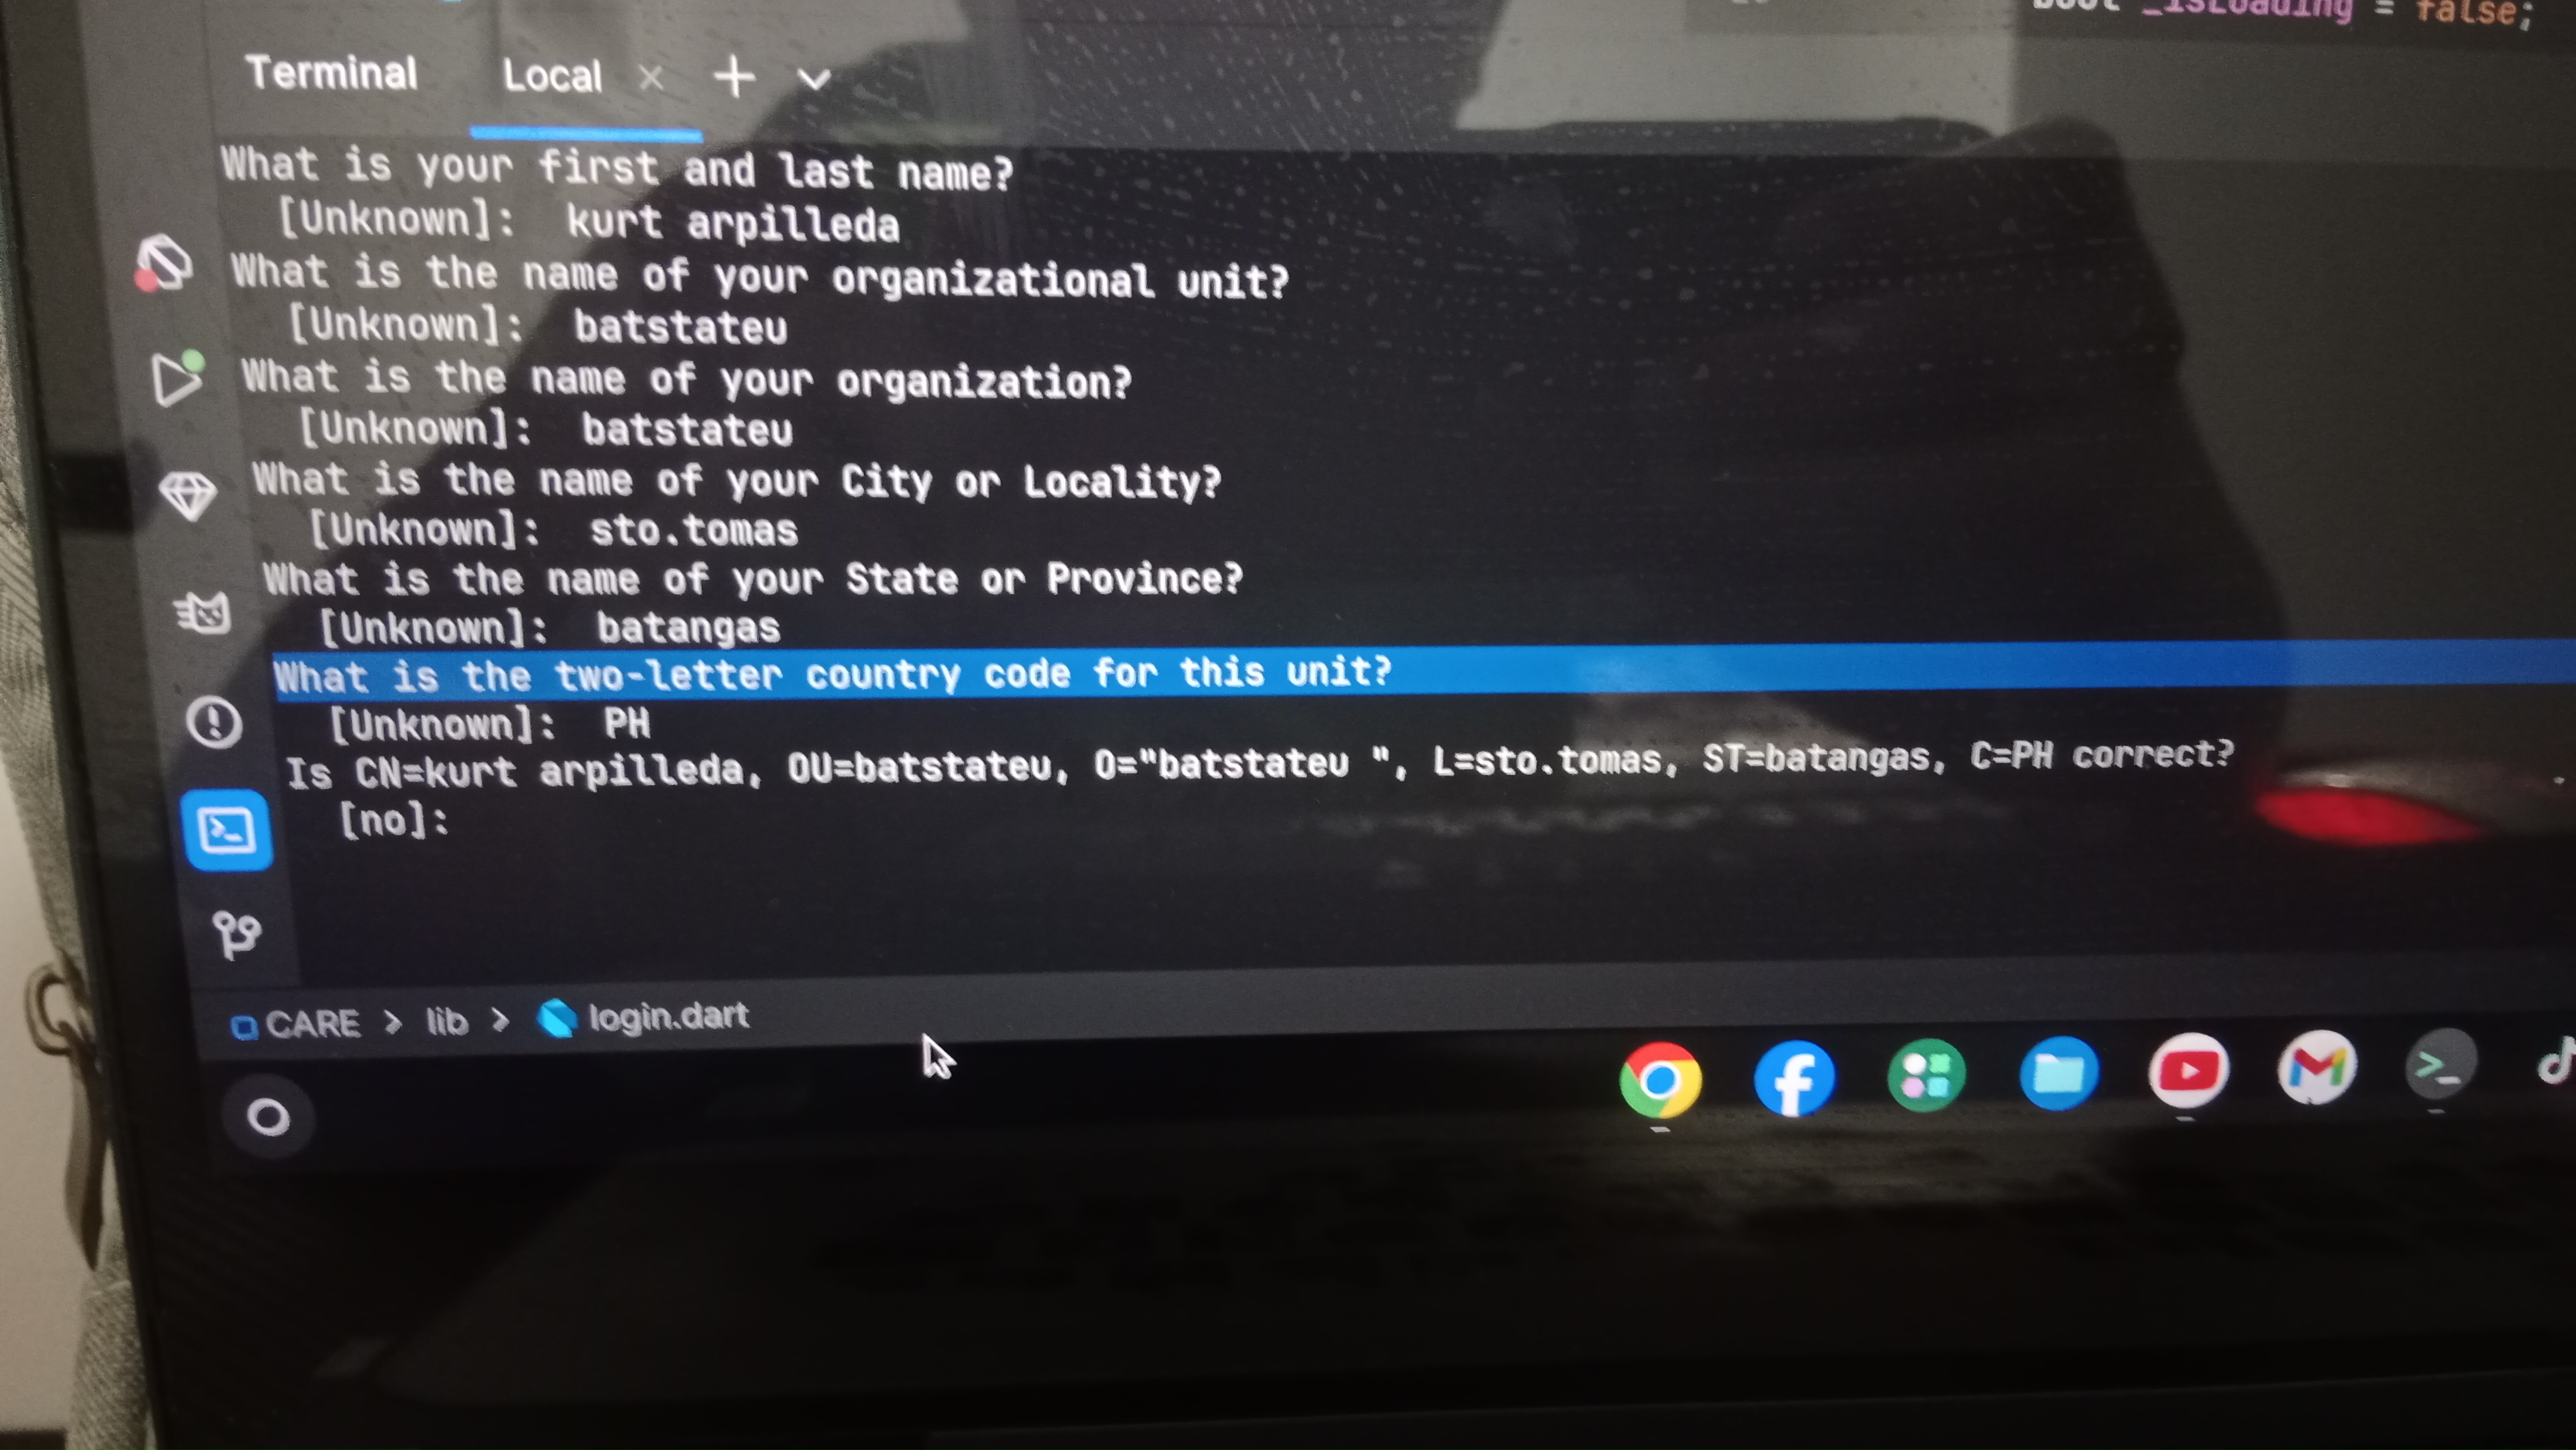 bool _isLoading = false;
Terminal Local × + ⌄
What is your first and last name?
[Unknown]: kurt arpilleda
What is the name of your organizational unit?
[Unknown]: batstateu
What is the name of your organization?
[Unknown]: batstateu
What is the name of your City or Locality?
[Unknown]: sto.tomas
What is the name of your State or Province?
[Unknown]: batangas
What is the two-letter country code for this unit?
[Unknown]: PH
Is CN=kurt arpilleda, OU=batstateu, O="batstateu ", L=sto.tomas, ST=batangas, C=PH correct?
[no]:
CARE > lib > login.dart